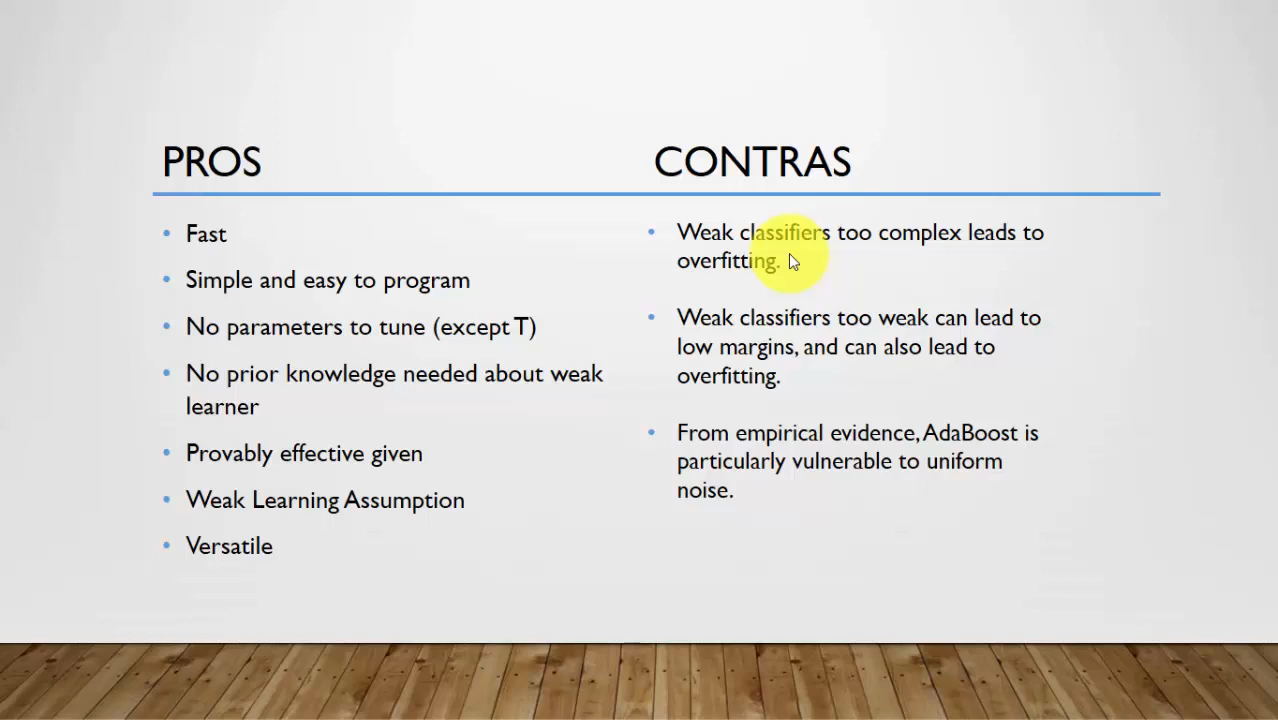 PROS
Fast
Simple and easy to program
No parameters to tune (except T)
No prior knowledge needed about weak
learner
Provably effective given
Weak Learning Assumption
Versatile
CONTRAS
Weak classifiers too complex leads to
overfitting.
Weak classifiers too weak can lead to
low margins, and can also lead to
overfitting.
From empirical evidence, AdaBoost is
particularly vulnerable to uniform
noise.